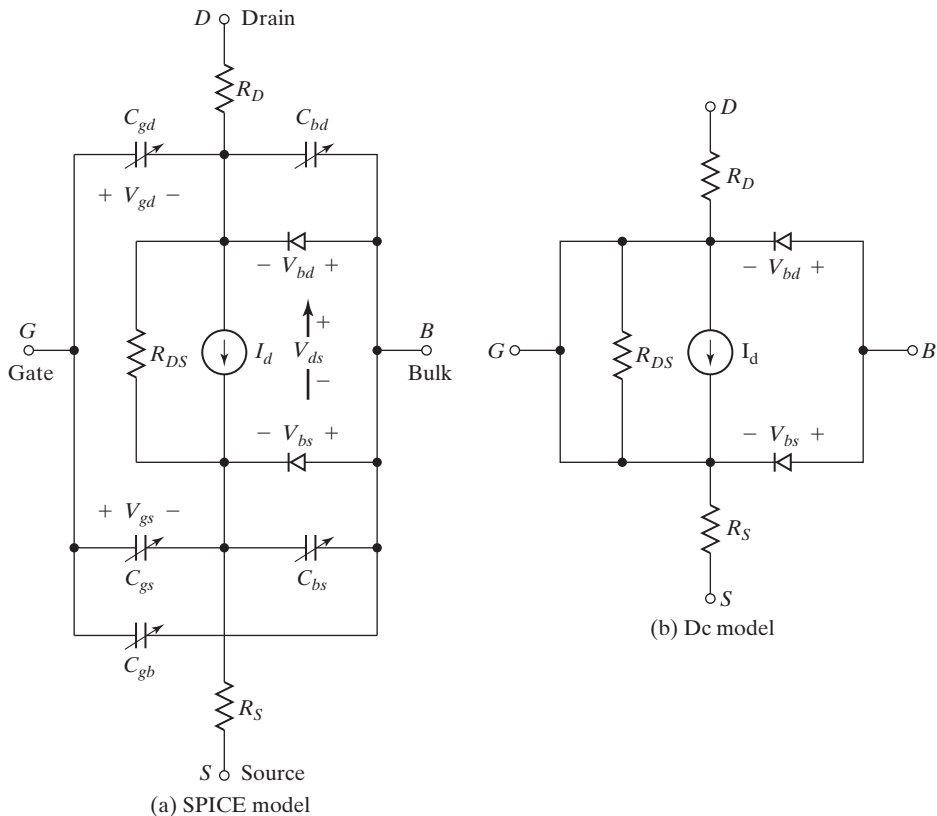 D Drain
R_D
C_gd
C_bd
+ V_gd −
− V_bd +
G
Gate
R_DS
I_d
+
V_ds
−
B
Bulk
− V_bs +
+ V_gs −
C_gs
C_bs
C_gb
R_S
S Source
(a) SPICE model
D
R_D
− V_bd +
G
R_DS
I_d
B
− V_bs +
R_S
S
(b) Dc model